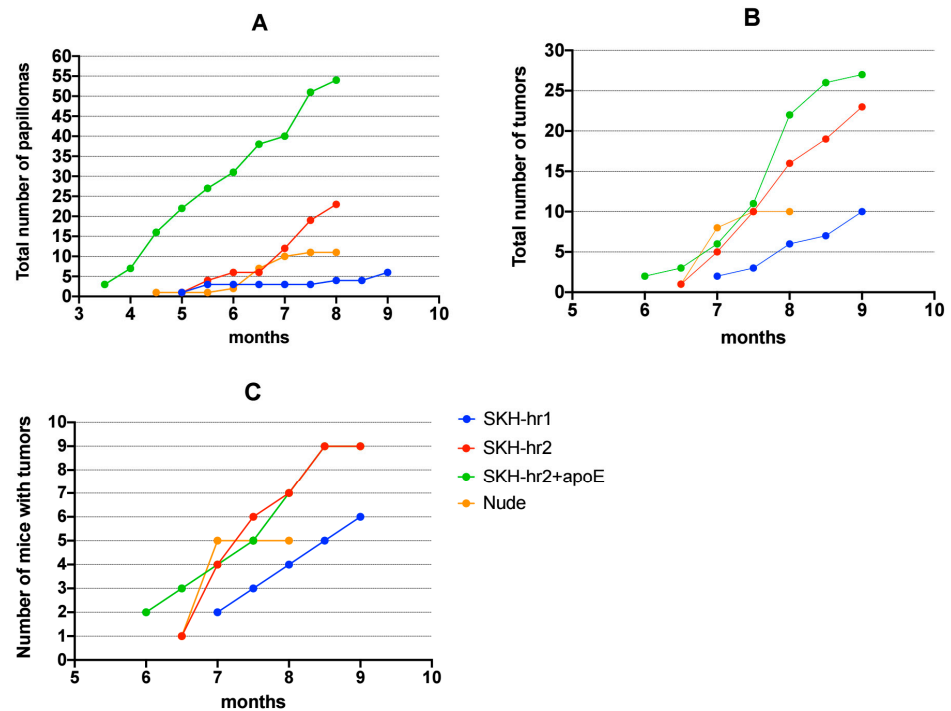 A
Total number of papillomas
60
55
50
45
40
35
30
25
20
15
10
5
0
3 4 5 6 7 8 9 10
months
B
Total number of tumors
30
25
20
15
10
5
0
5 6 7 8 9 10
months
C
Number of mice with tumors
10
9
8
7
6
5
4
3
2
1
0
5 6 7 8 9 10
months
SKH-hr1
SKH-hr2
SKH-hr2+apoE
Nude